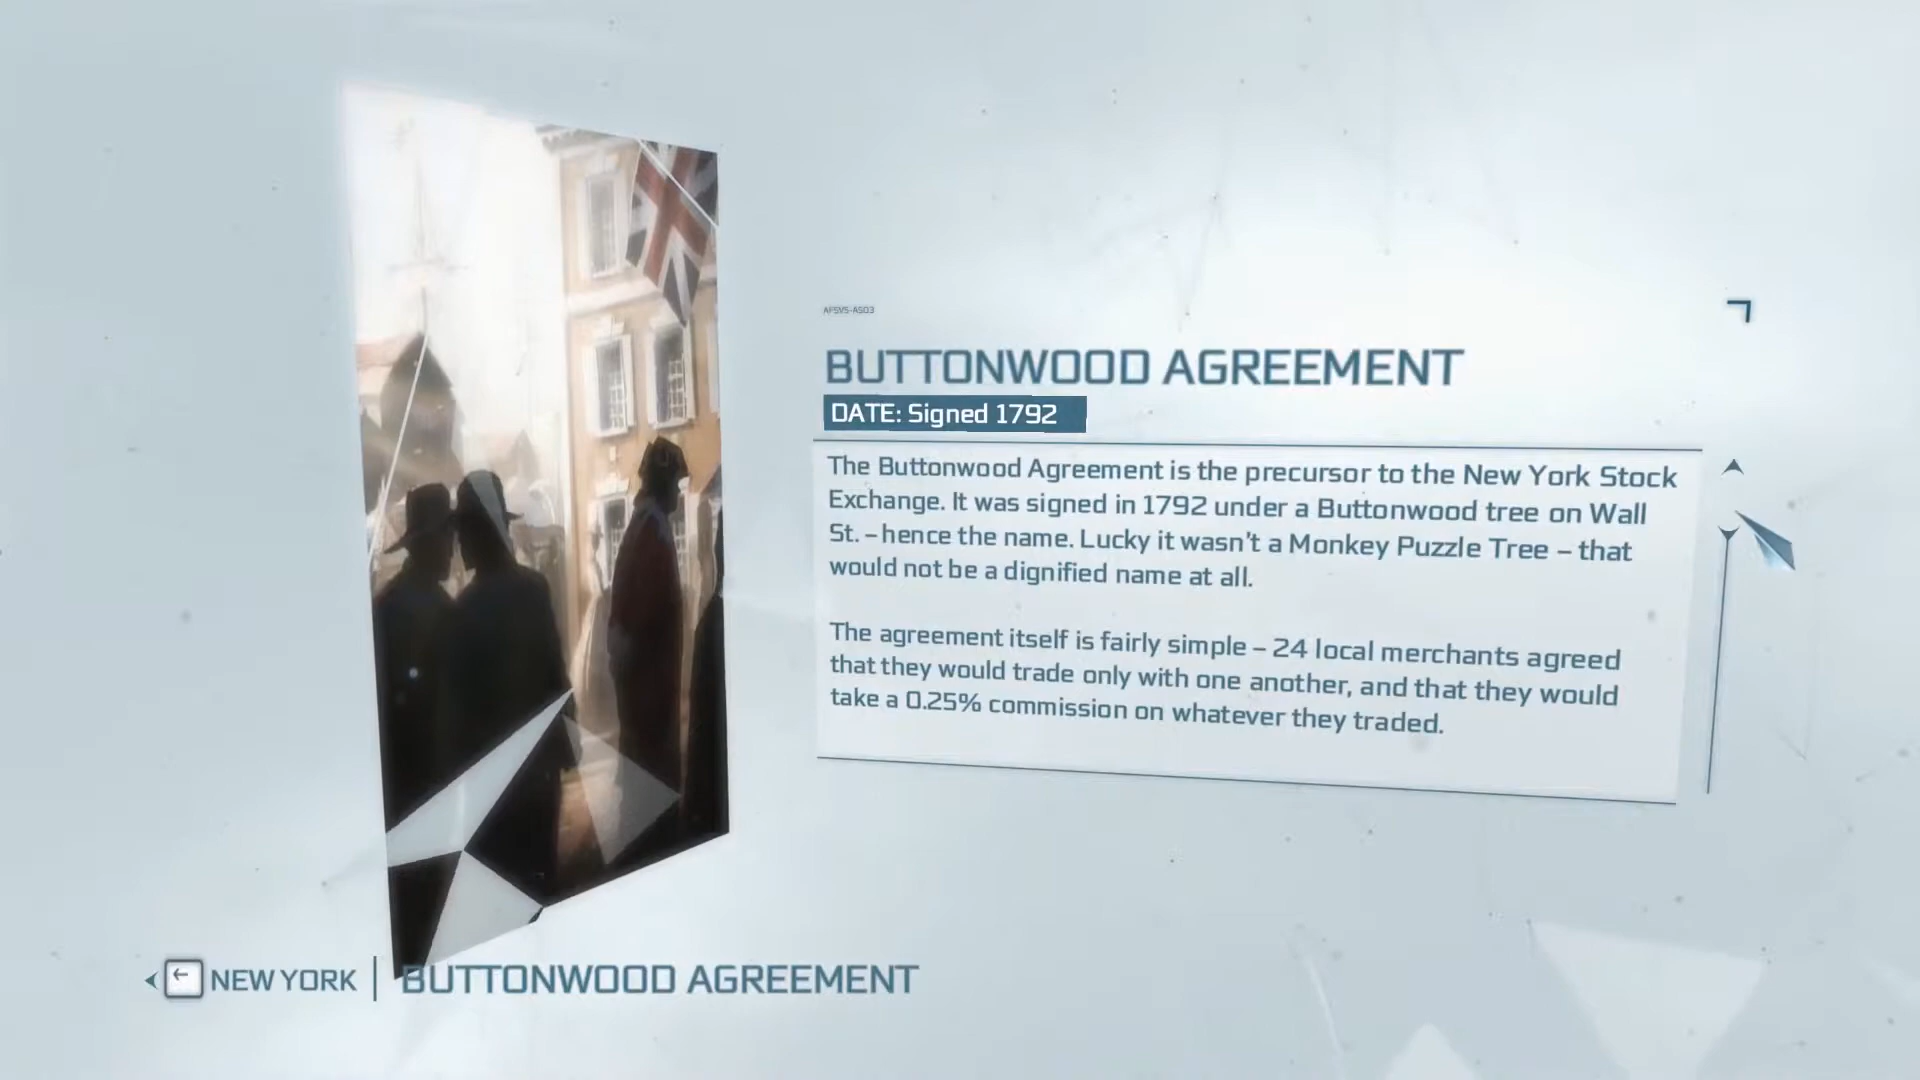 AFSVS-AS03
BUTTONWOOD AGREEMENT
DATE: Signed 1792
The Buttonwood Agreement is the precursor to the New York Stock
Exchange. It was signed in 1792 under a Buttonwood tree on Wall
St. – hence the name. Lucky it wasn't a Monkey Puzzle Tree – that
would not be a dignified name at all.
The agreement itself is fairly simple – 24 local merchants agreed
that they would trade only with one another, and that they would
take a 0.25% commission on whatever they traded.
NEW YORK
BUTTONWOOD AGREEMENT